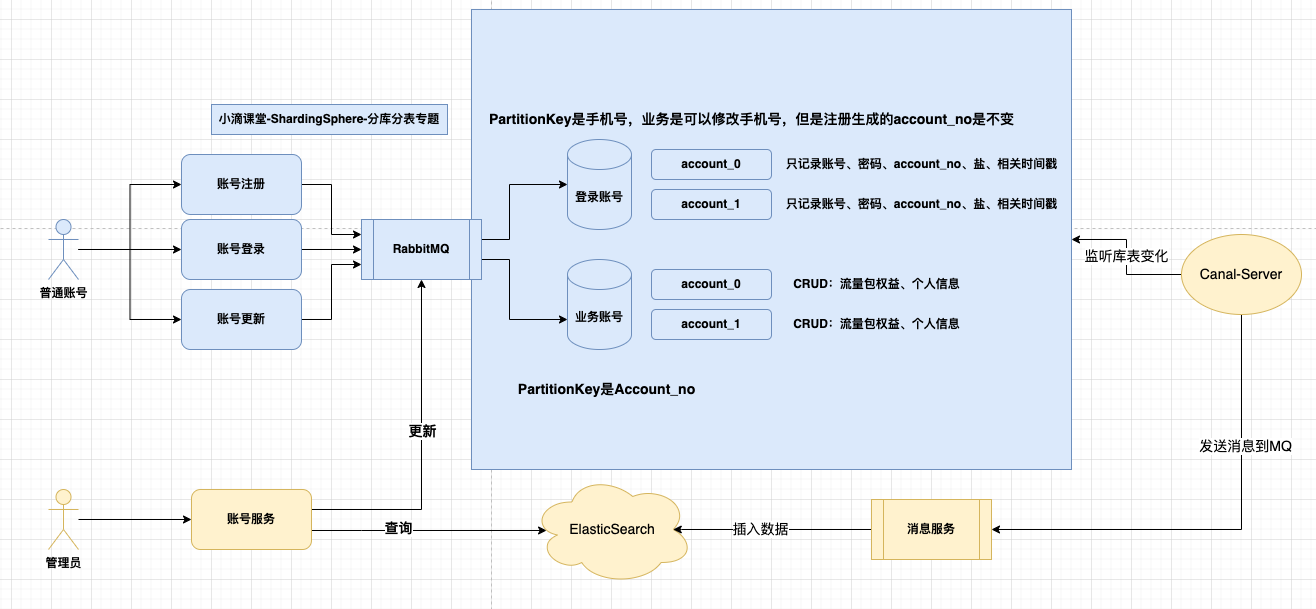 小滴课堂-ShardingSphere-分库分表专题
PartitionKey是手机号，业务是可以修改手机号，但是注册生成的account_no是不变
账号注册
账号登录
账号更新
普通账号
RabbitMQ
登录账号
account_0
只记录账号、密码、account_no、盐、相关时间戳
account_1
只记录账号、密码、account_no、盐、相关时间戳
业务账号
account_0
CRUD：流量包权益、个人信息
account_1
CRUD：流量包权益、个人信息
PartitionKey是Account_no
监听库表变化
Canal-Server
更新
发送消息到MQ
管理员
账号服务
查询
ElasticSearch
插入数据
消息服务